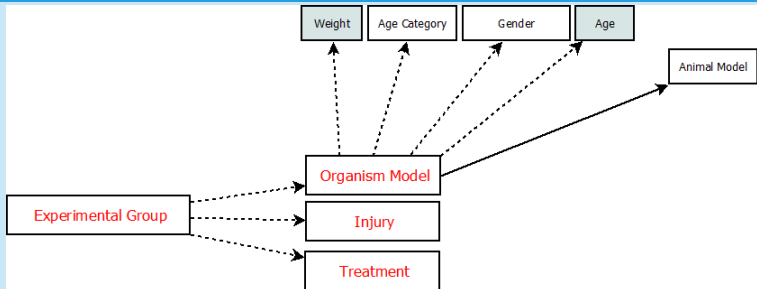 Weight
Age Category
Gender
Age
Animal Model
Organism Model
Experimental Group
Injury
Treatment